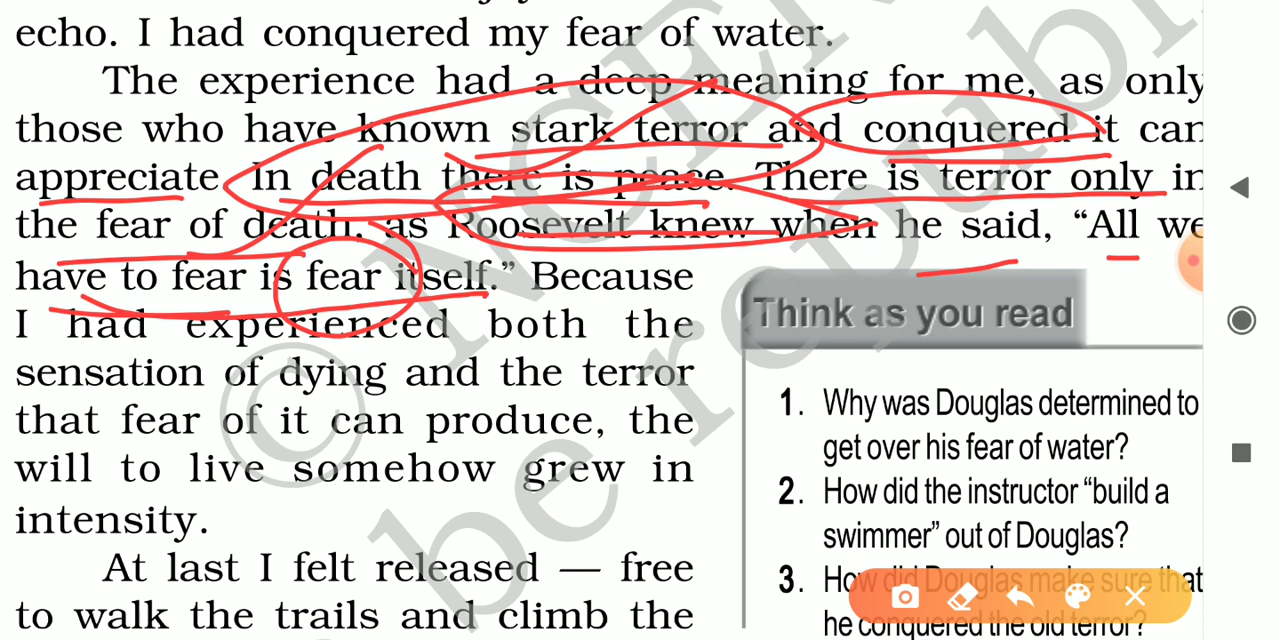 echo. I had conquered my fear of water.
The experience had a deep meaning for me, as only
those who have known stark terror and conquered it can
appreciate. In death there is peace. There is terror only in
the fear of death, as Roosevelt knew when he said, “All we
have to fear is fear itself.” Because
I had experienced both the
sensation of dying and the terror
that fear of it can produce, the
will to live somehow grew in
intensity.
At last I felt released — free
to walk the trails and climb the
Think as you read
1. Why was Douglas determined to
get over his fear of water?
2. How did the instructor “build a
swimmer” out of Douglas?
3. How did Douglas make sure that
he conquered the old terror?
© NCERT
be republ